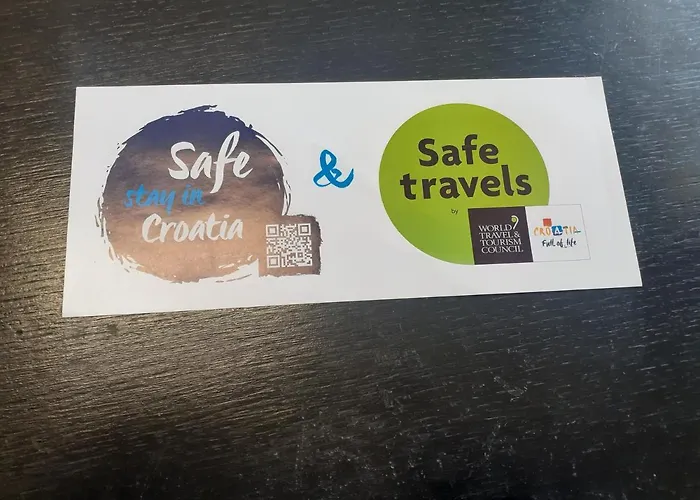 Safe
stay in
Croatia
&
Safe
travels
by
WORLD
TRAVEL &
TOURISM
COUNCIL
CROATIA
Full of life